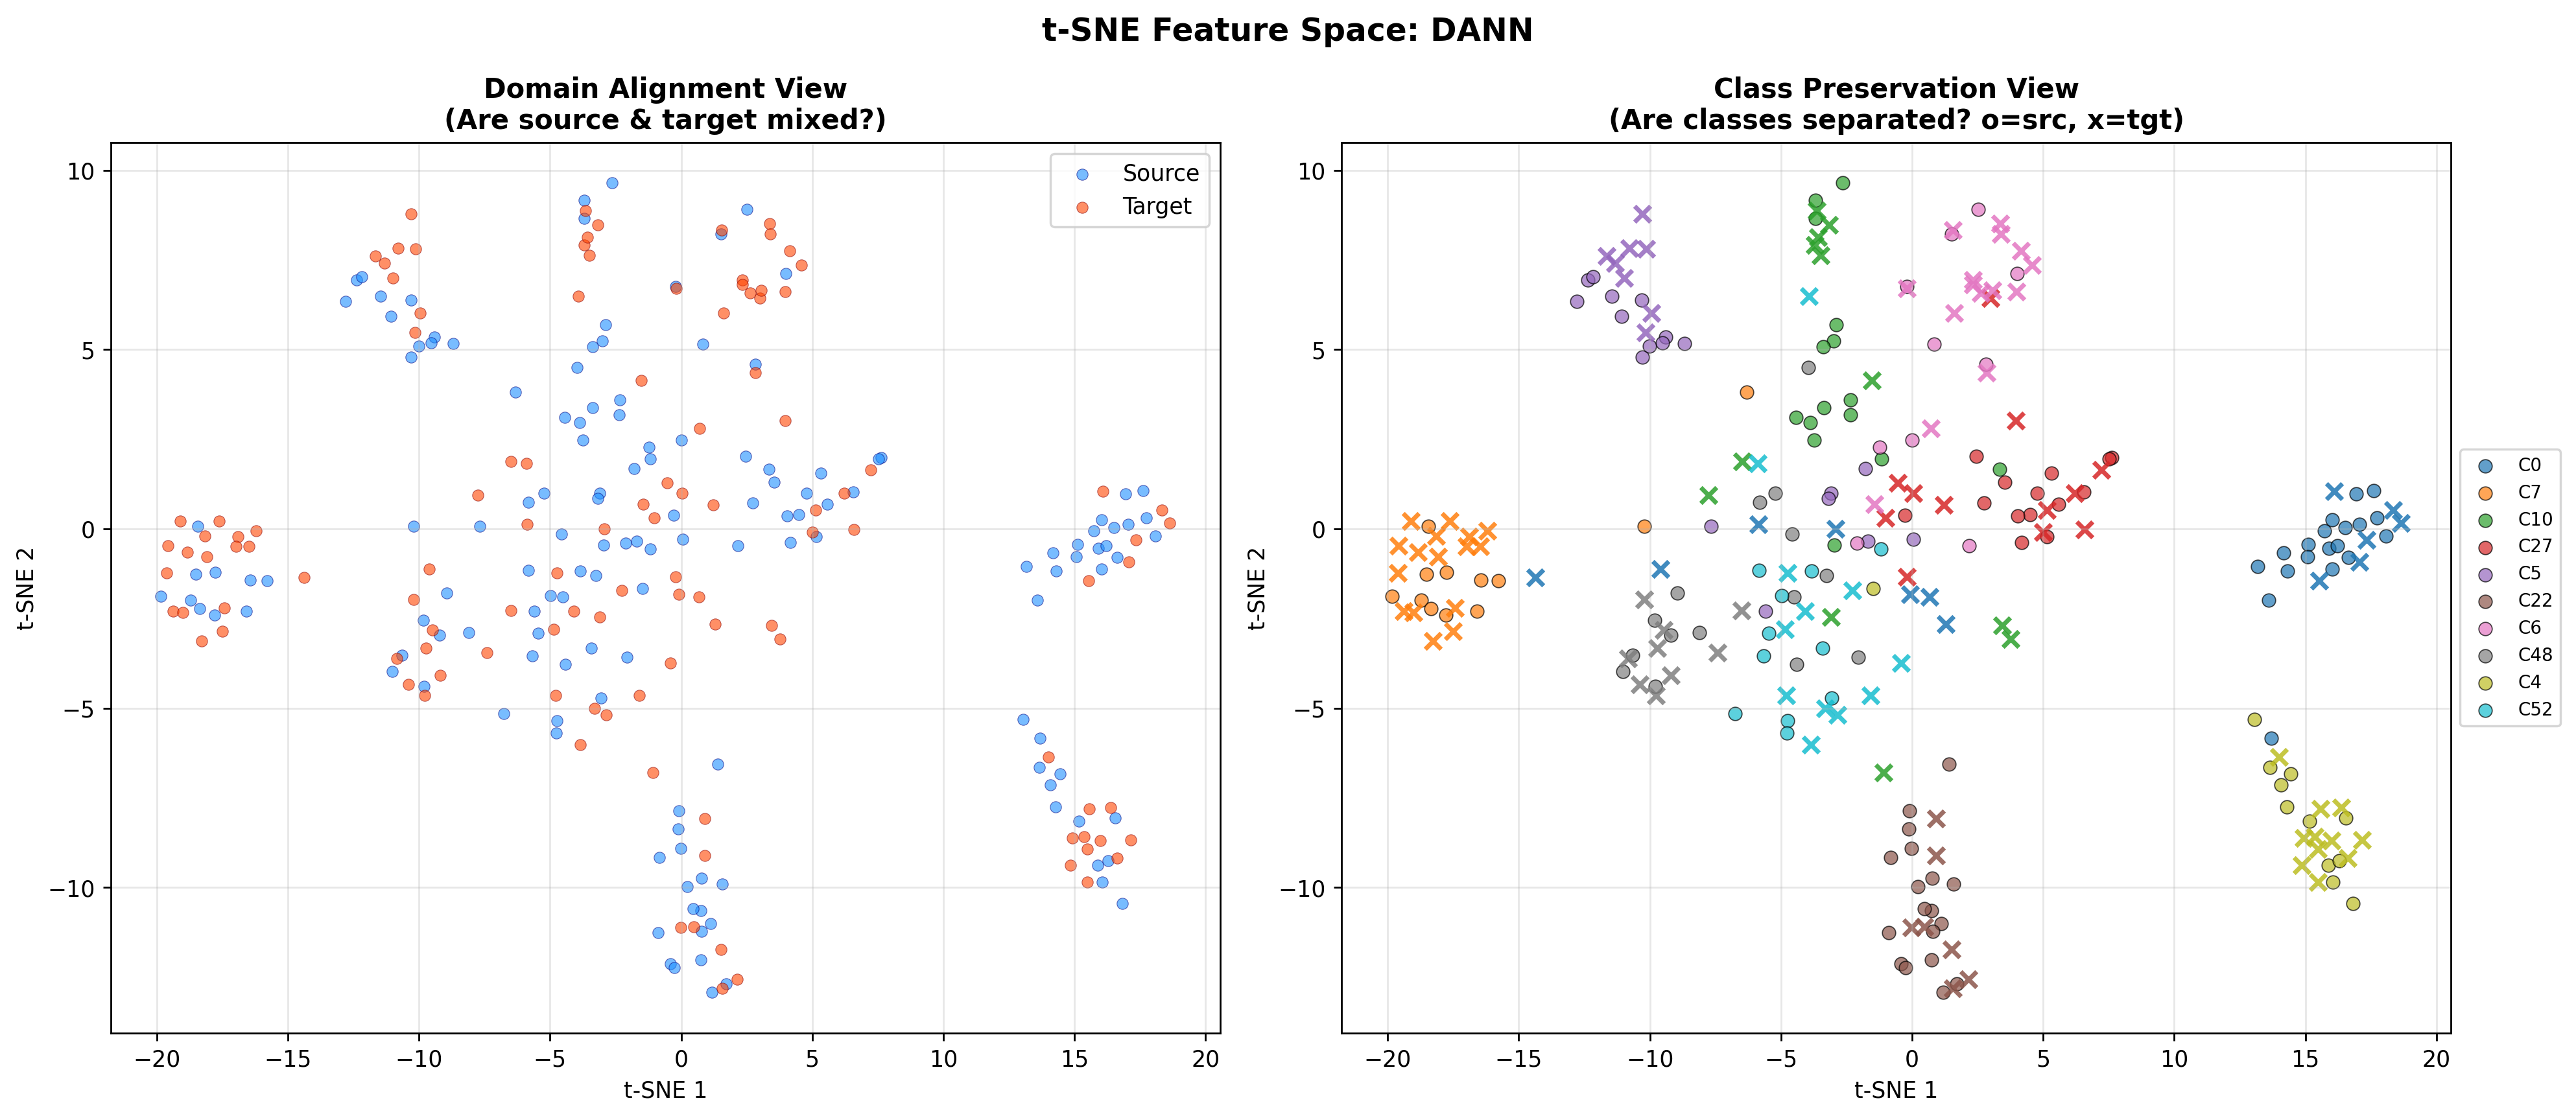 t-SNE Feature Space: DANN
Domain Alignment View
(Are source & target mixed?)
Source
Target
10
5
0
−5
−10
t-SNE 2
−20
−15
−10
−5
0
5
10
15
20
t-SNE 1
Class Preservation View
(Are classes separated? o=src, x=tgt)
10
5
0
−5
−10
t-SNE 2
−20
−15
−10
−5
0
5
10
15
20
t-SNE 1
C0
C7
C10
C27
C5
C22
C6
C48
C4
C52